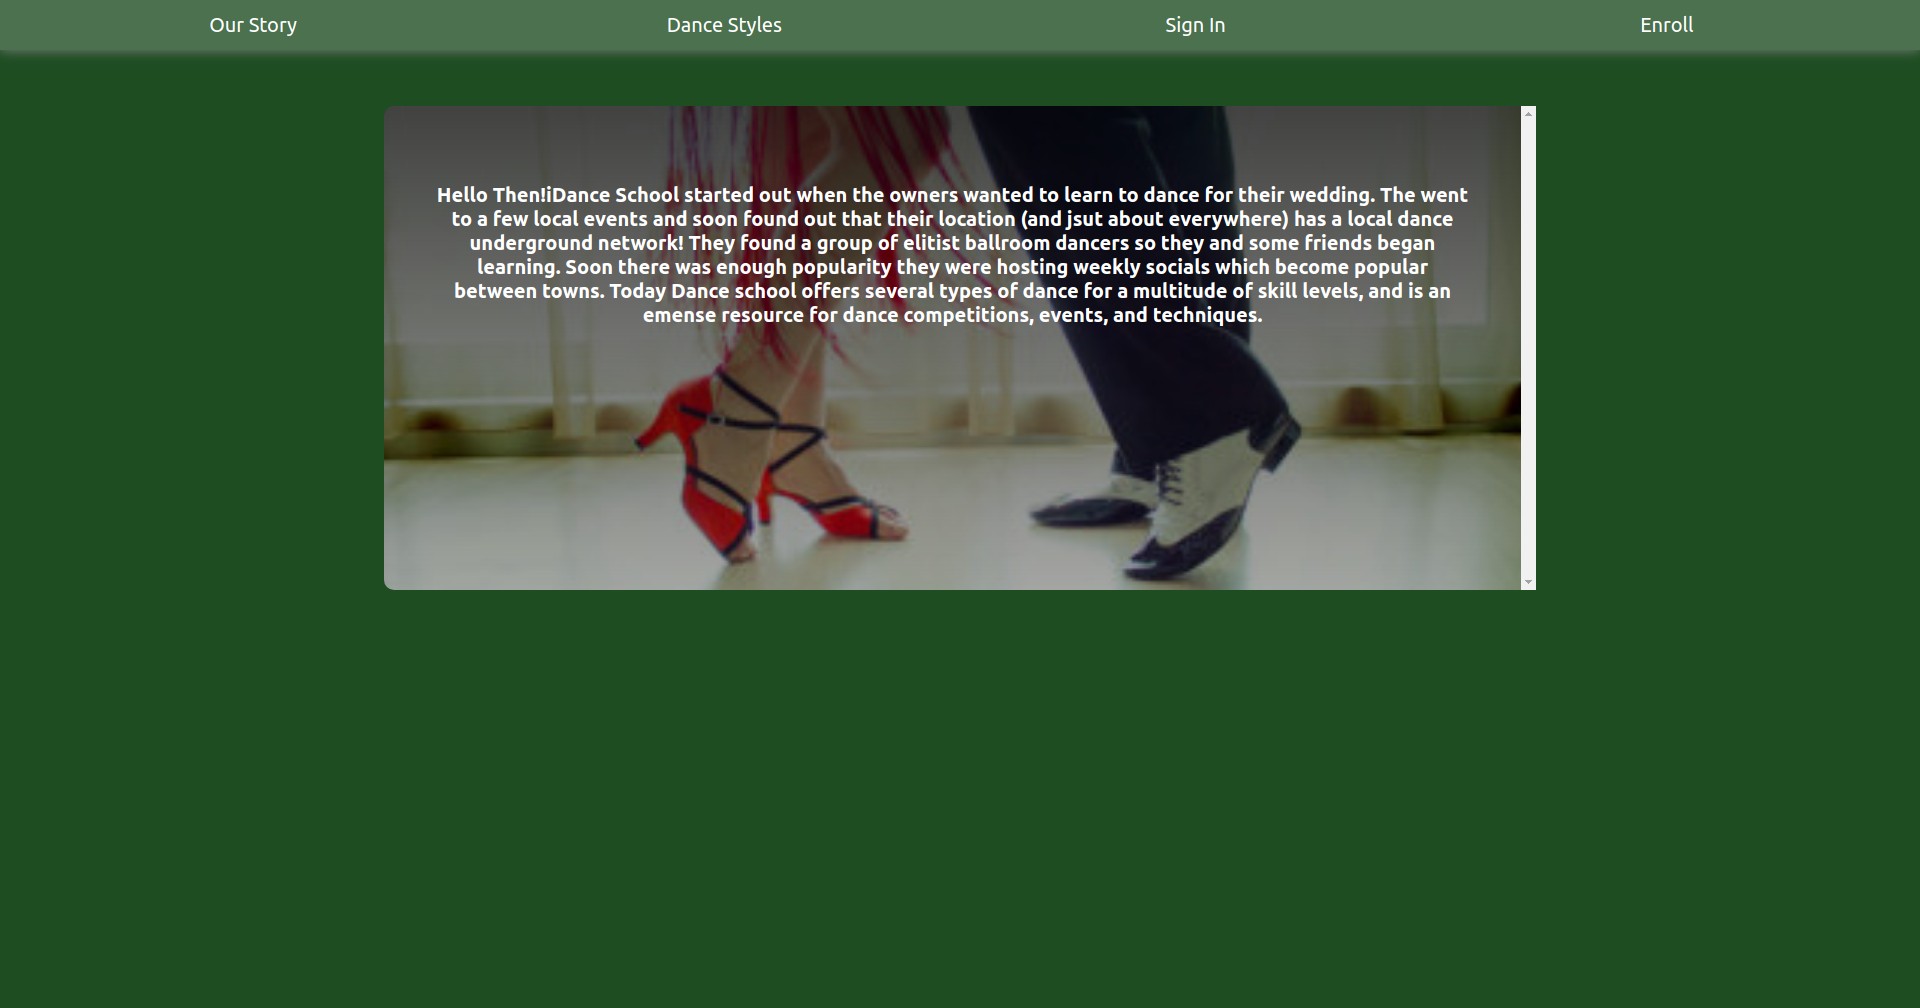 Our Story Dance Styles Sign In Enroll
Hello Then!iDance School started out when the owners wanted to learn to dance for their wedding. The went
to a few local events and soon found out that their location (and jsut about everywhere) has a local dance
underground network! They found a group of elitist ballroom dancers so they and some friends began
learning. Soon there was enough popularity they were hosting weekly socials which become popular
between towns. Today Dance school offers several types of dance for a multitude of skill levels, and is an
emense resource for dance competitions, events, and techniques.